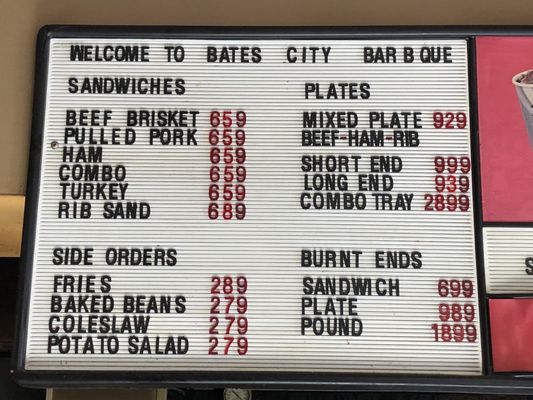 WELCOME TO BATES CITY BAR B QUE
SANDWICHES
BEEF BRISKET 659
PULLED PORK 659
HAM 659
COMBO 659
TURKEY 659
RIB SAND 689
PLATES
MIXED PLATE 929
BEEF-HAM-RIB
SHORT END 999
LONG END 939
COMBO TRAY 2899
SIDE ORDERS
FRIES 289
BAKED BEANS 279
COLESLAW 279
POTATO SALAD 279
BURNT ENDS
SANDWICH 699
PLATE 989
POUND 1899
S